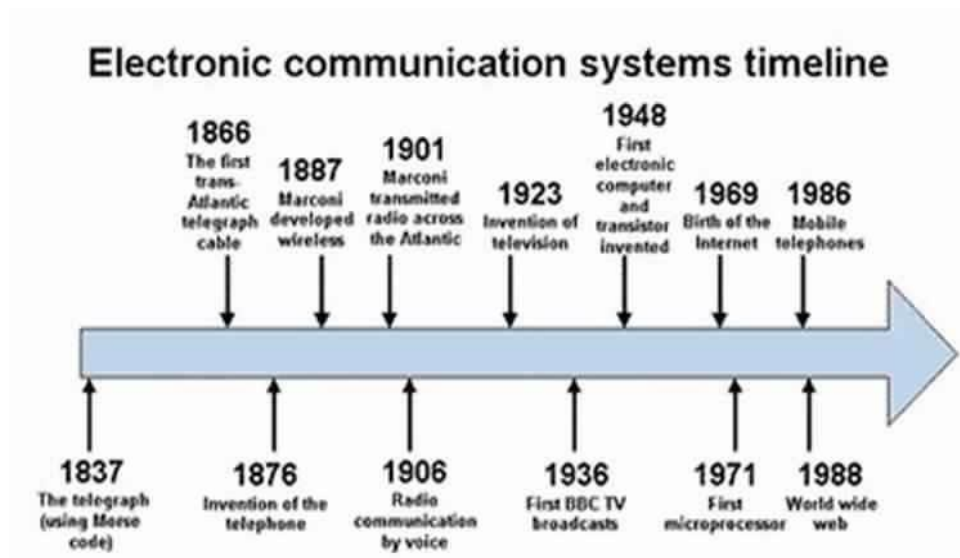 Electronic communication systems timeline
1866
The first
trans-
Atlantic
telegraph
cable
1887
Marconi
developed
wireless
1901
Marconi
transmitted
radio across
the Atlantic
1923
Invention of
television
1948
First
electronic
computer
and
transistor
invented
1969
Birth of the
Internet
1986
Mobile
telephones
1837
The telegraph
(using Morse
code)
1876
Invention of the
telephone
1906
Radio
communication
by voice
1936
First BBC TV
broadcasts
1971
First
microprocessor
1988
World wide
web